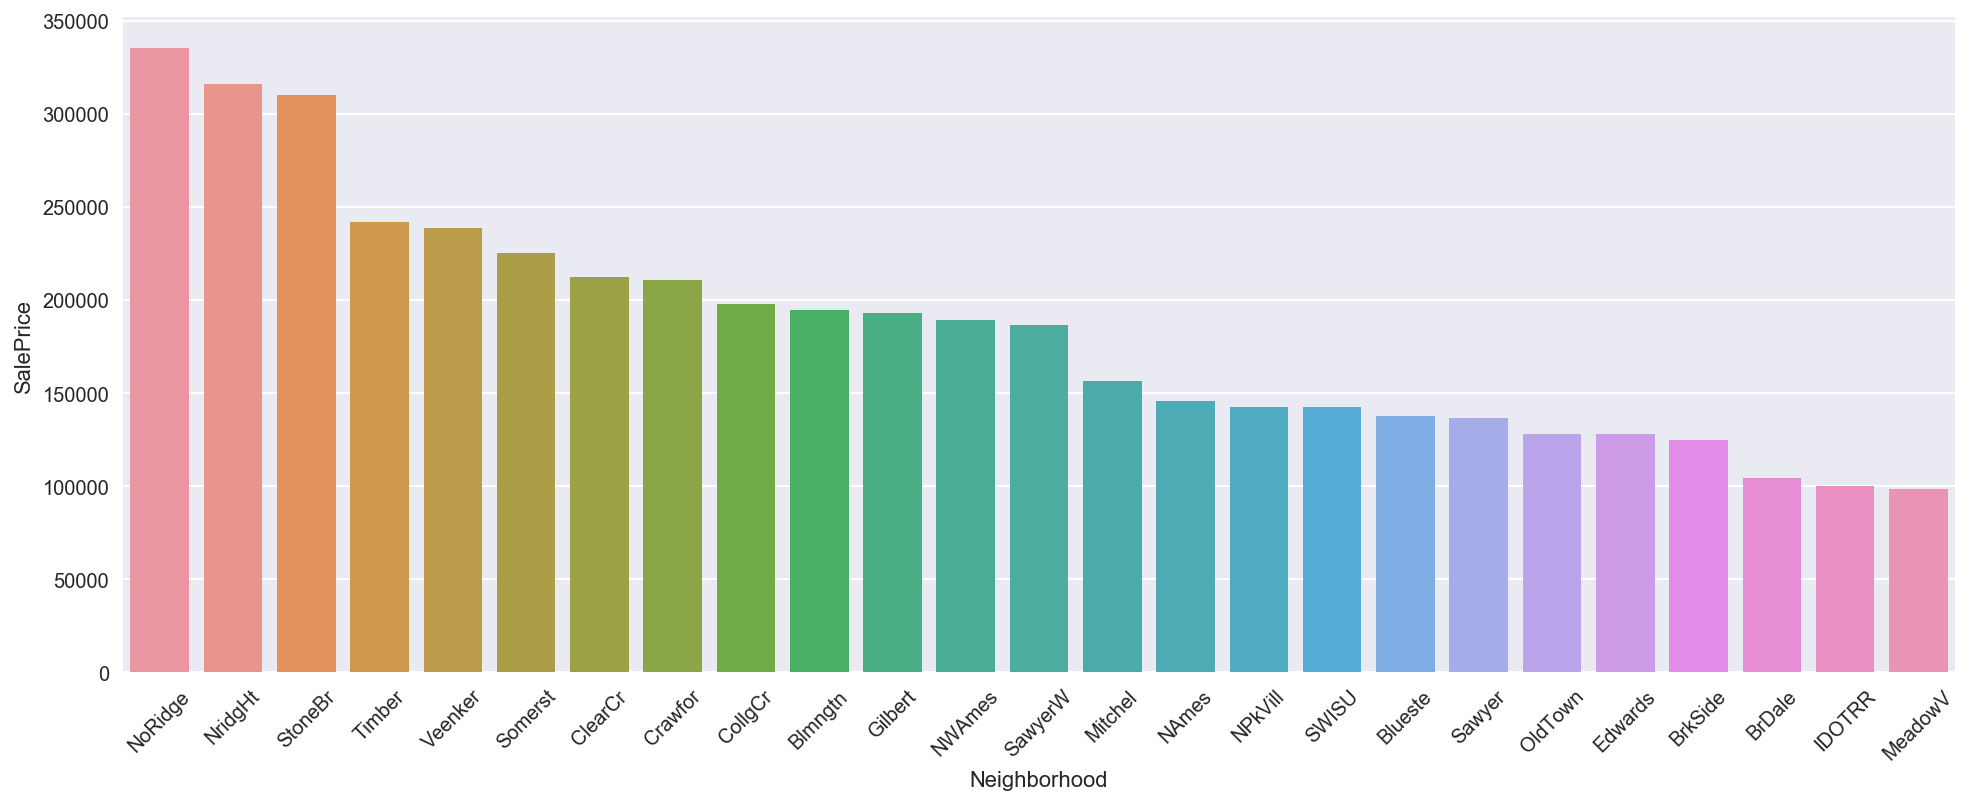 350000
300000
250000
200000
150000
100000
50000
0
SalePrice
NoRidge
NridgHt
StoneBr
Timber
Veenker
Somerst
ClearCr
Crawfor
CollgCr
Blmngtn
Gilbert
NWAmes
SawyerW
Mitchel
NAmes
NPkVill
SWISU
Blueste
Sawyer
OldTown
Edwards
BrkSide
BrDale
IDOTRR
MeadowV
Neighborhood